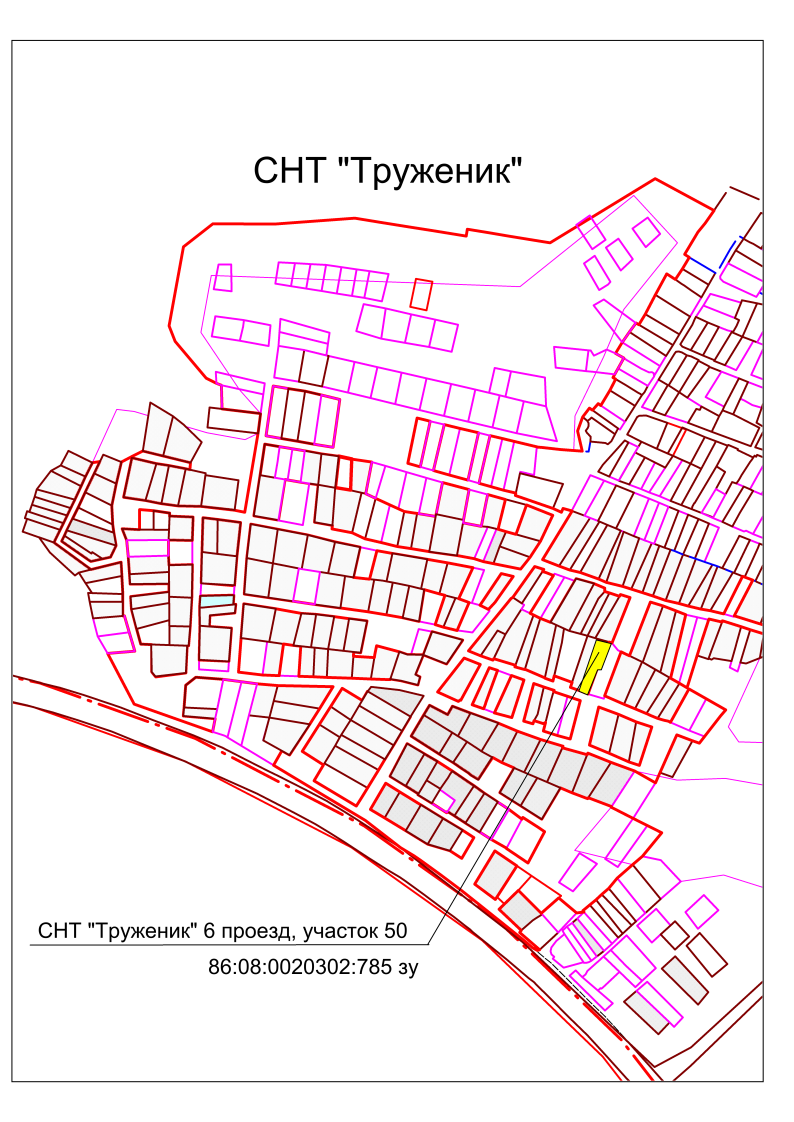 СНТ "Труженик"
СНТ "Труженик" 6 проезд, участок 50
86:08:0020302:785 зу